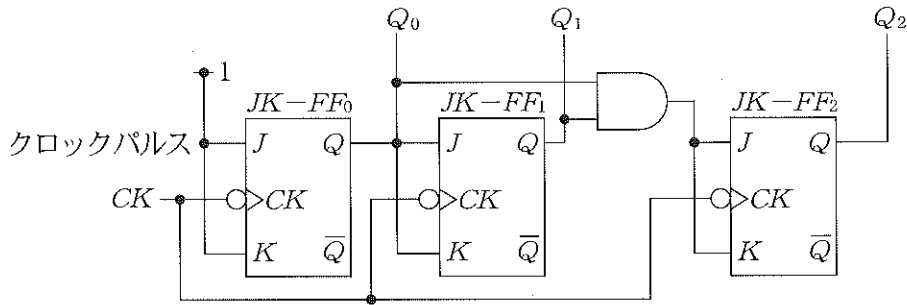 Q₀ Q₁ Q₂
1
JK−FF₀ JK−FF₁ JK−FF₂
クロックパルス J Q J Q J Q
CK CK CK CK
K Q̅ K Q̅ K Q̅